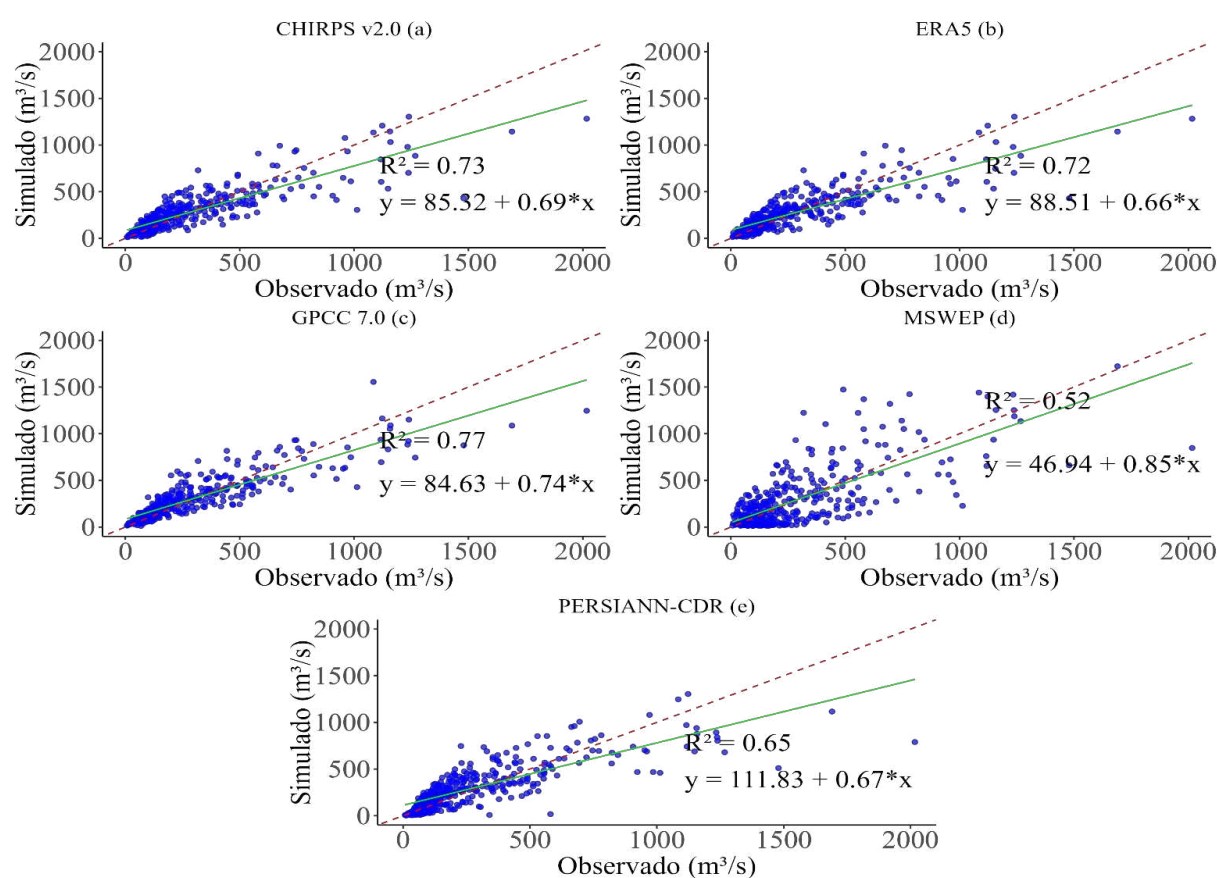 CHIRPS v2.0 (a)
Simulado (m³/s)
2000
1500
1000
500
0
R² = 0.73
y = 85.52 + 0.69*x
0 500 1000 1500 2000
Observado (m³/s)
ERA5 (b)
Simulado (m³/s)
2000
1500
1000
500
0
R² = 0.72
y = 88.51 + 0.66*x
0 500 1000 1500 2000
Observado (m³/s)
GPCC 7.0 (c)
Simulado (m³/s)
2000
1500
1000
500
0
R² = 0.77
y = 84.63 + 0.74*x
0 500 1000 1500 2000
Observado (m³/s)
MSWEP (d)
Simulado (m³/s)
2000
1500
1000
500
0
R² = 0.52
y = 46.94 + 0.85*x
0 500 1000 1500 2000
Observado (m³/s)
PERSIANN-CDR (e)
Simulado (m³/s)
2000
1500
1000
500
0
R² = 0.65
y = 111.83 + 0.67*x
0 500 1000 1500 2000
Observado (m³/s)